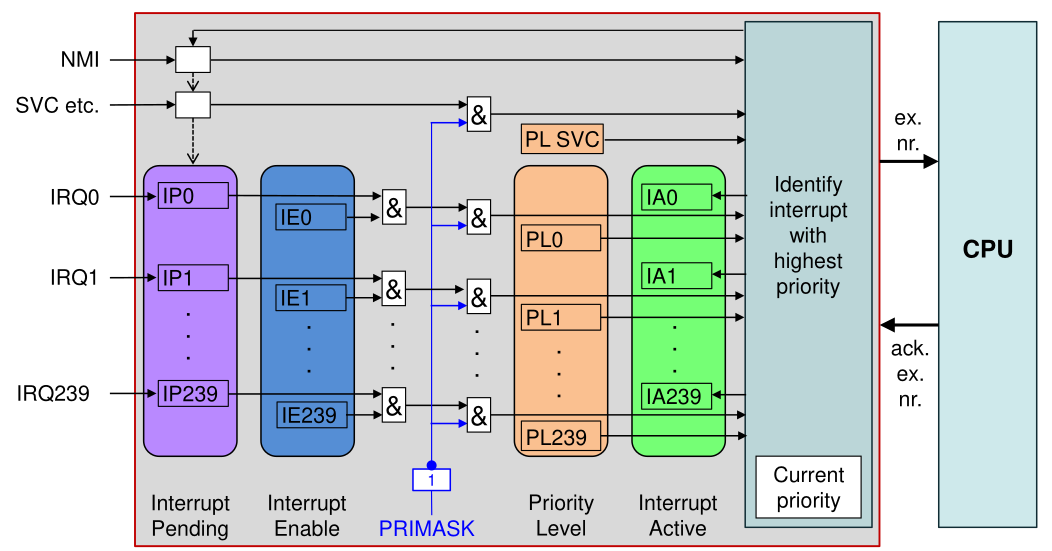 NMI
SVC etc.
&
PL SVC
ex.
nr.
IRQ0
IP0
IE0
&
&
PL0
IA0
Identify
interrupt
with
highest
priority
CPU
IRQ1
IP1
IE1
&
&
PL1
IA1
ack.
ex.
nr.
IRQ239
IP239
IE239
&
&
PL239
IA239
1
PRIMASK
Interrupt
Pending
Interrupt
Enable
Priority
Level
Interrupt
Active
Current
priority